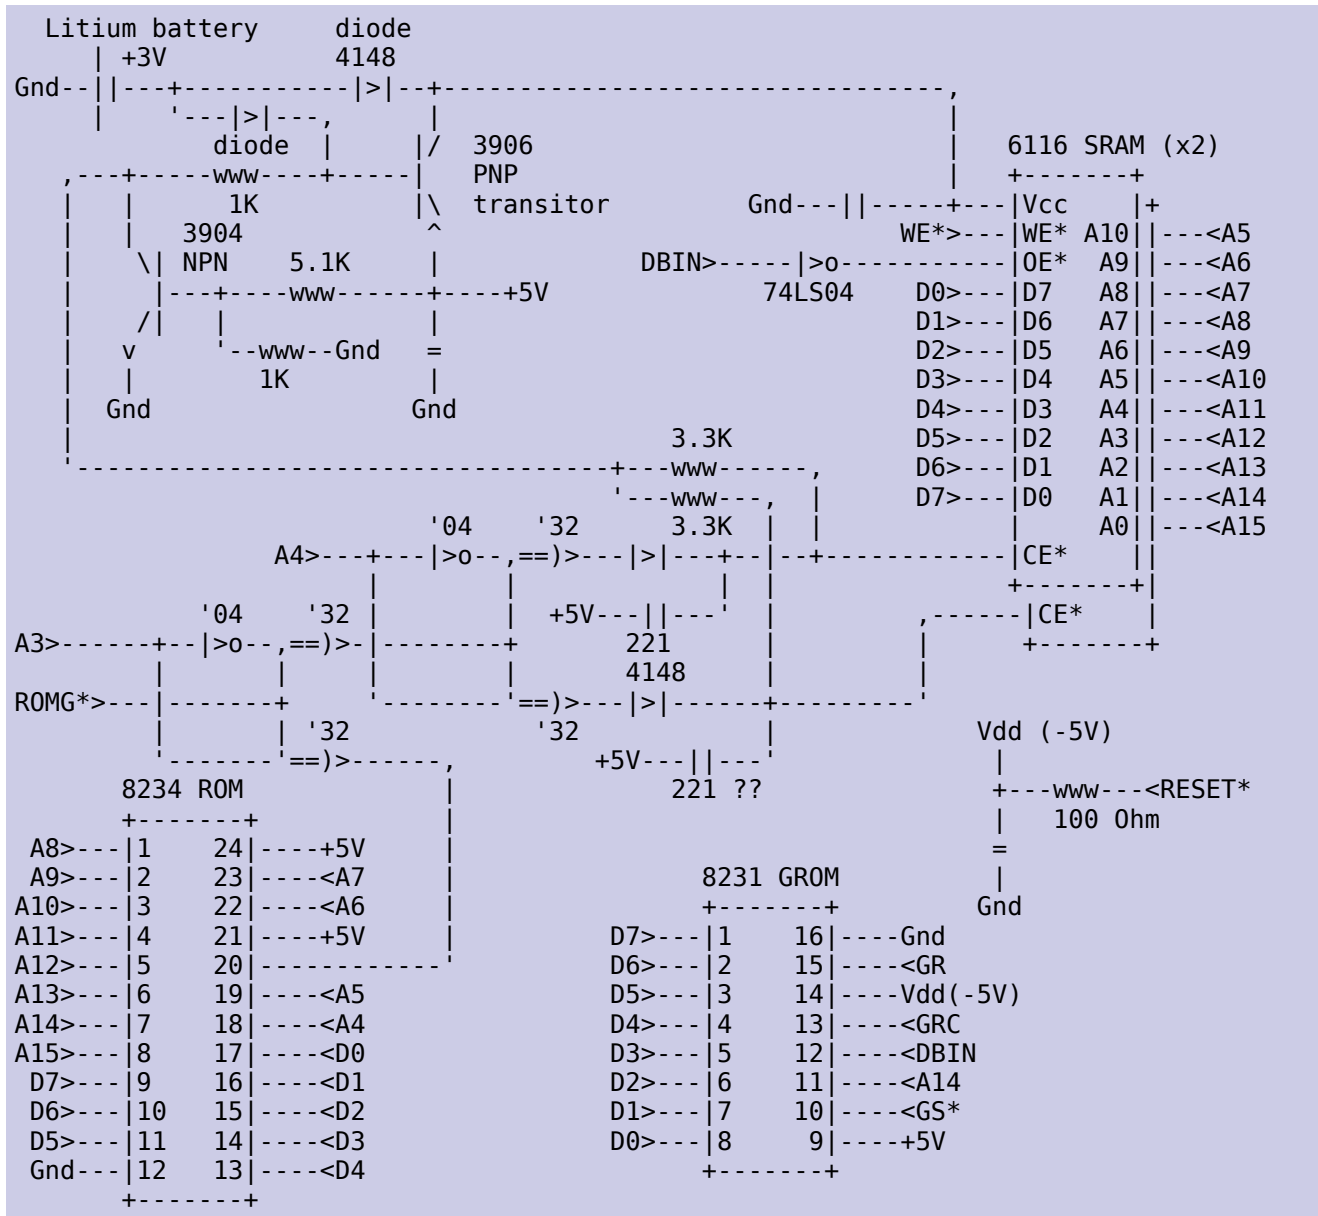 Litium battery     diode
       | +3V           4148
  Gnd--||---+-----------|>|--+---------------------------------,
       |    '---|>|---,      |                                 |
               diode  |     |/  3906                           |   6116 SRAM (x2)
     ,---+-----www----+-----|   PNP                            |   +-------+
     |   |      1K          |\  transitor         Gnd---||-----+---|Vcc    |+
     |   |   3904            ^                              WE*>---|WE* A10||---<A5
     |    \| NPN    5.1K     |             DBIN>-----|>o-----------|OE*  A9||---<A6
     |     |---+----www------+----+5V              74LS04    D0>---|D7   A8||---<A7
     |    /|   |             |                               D1>---|D6   A7||---<A8
     |   v     '--www--Gnd   =                               D2>---|D5   A6||---<A9
     |   |        1K         |                               D3>---|D4   A5||---<A10
     |  Gnd                 Gnd                              D4>---|D3   A4||---<A11
     |                                       3.3K            D5>---|D2   A3||---<A12
     '-----------------------------------+---www------,      D6>---|D1   A2||---<A13
                                         '---www---,  |      D7>---|D0   A1||---<A14
                             '04    '32      3.3K  |  |            |     A0||---<A15
                   A4>---+---|>o--,==)>---|>|---+--|--+------------|CE*    ||
                         |        |             |  |               +-------+|
              '04    '32 |        |  +5V---||---'  |         ,------|CE*    |
  A3>------+--|>o--,==)>-|--------+       221      |         |      +-------+
           |       |     |        |       4148     |         |
  ROMG*>---|-------+     '--------'==)>---|>|------+---------'
           |       | '32            '32            |             Vdd (-5V)
           '-------'==)>------,         +5V---||---'              |
         8234 ROM             |              221 ??               +---www---<RESET*
         +-------+            |                                   |   100 Ohm
   A8>---|1    24|----+5V     |                                   =
   A9>---|2    23|----<A7     |                8231 GROM          |
  A10>---|3    22|----<A6     |                +-------+         Gnd
  A11>---|4    21|----+5V     |          D7>---|1    16|----Gnd
  A12>---|5    20|------------'          D6>---|2    15|----<GR
  A13>---|6    19|----<A5                D5>---|3    14|----Vdd(-5V)
  A14>---|7    18|----<A4                D4>---|4    13|----<GRC
  A15>---|8    17|----<D0                D3>---|5    12|----<DBIN
   D7>---|9    16|----<D1                D2>---|6    11|----<A14
   D6>---|10   15|----<D2                D1>---|7    10|----<GS*
   D5>---|11   14|----<D3                D0>---|8     9|----+5V
  Gnd---|12   13|----<D4                       +-------+
         +-------+